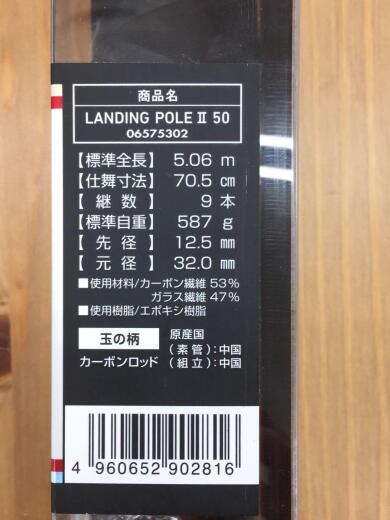 商品名
LANDING POLE Ⅱ 50
06575302
【標準全長】 5.06 m
【仕舞寸法】 70.5 cm
【継数】 9 本
【標準自重】 587 g
【先径】 12.5 mm
【元径】 32.0 mm
■使用材料/カーボン繊維 53%
ガラス繊維 47%
■使用樹脂/エポキシ樹脂
玉の柄 原産国
(素管):中国
カーボンロッド (組立):中国
4 960652 902816